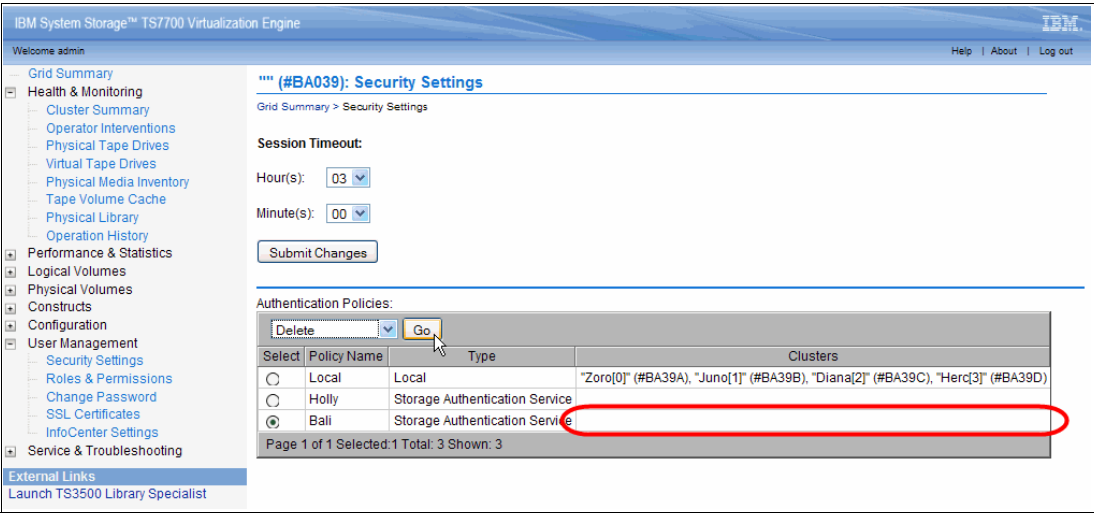 IBM System Storage™ TS7700 Virtualization Engine
IBM.
Welcome admin
Help | About | Log out
Grid Summary
Health & Monitoring
Cluster Summary
Operator Interventions
Physical Tape Drives
Virtual Tape Drives
Physical Media Inventory
Tape Volume Cache
Physical Library
Operation History
Performance & Statistics
Logical Volumes
Physical Volumes
Constructs
Configuration
User Management
Security Settings
Roles & Permissions
Change Password
SSL Certificates
InfoCenter Settings
Service & Troubleshooting
External Links
Launch TS3500 Library Specialist
"" (#BA039): Security Settings
Grid Summary > Security Settings
Session Timeout:
Hour(s): 03
Minute(s): 00
Submit Changes
Authentication Policies:
Delete Go
Select Policy Name Type Clusters
Local Local "Zoro[0]" (#BA39A), "Juno[1]" (#BA39B), "Diana[2]" (#BA39C), "Herc[3]" (#BA39D)
Holly Storage Authentication Service
Bali Storage Authentication Service
Page 1 of 1 Selected:1 Total: 3 Shown: 3